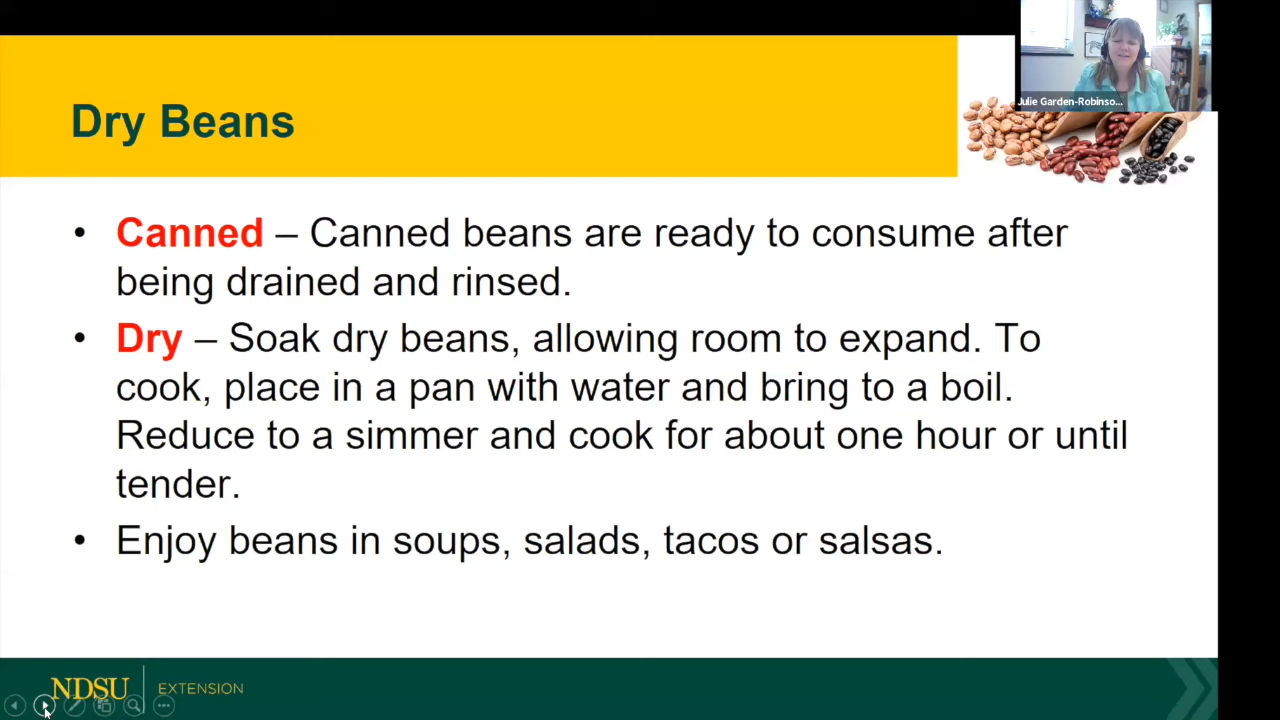 Julie Garden-Robinso...
Dry Beans
• Canned – Canned beans are ready to consume after
being drained and rinsed.
• Dry – Soak dry beans, allowing room to expand. To
cook, place in a pan with water and bring to a boil.
Reduce to a simmer and cook for about one hour or until
tender.
• Enjoy beans in soups, salads, tacos or salsas.
NDSU EXTENSION